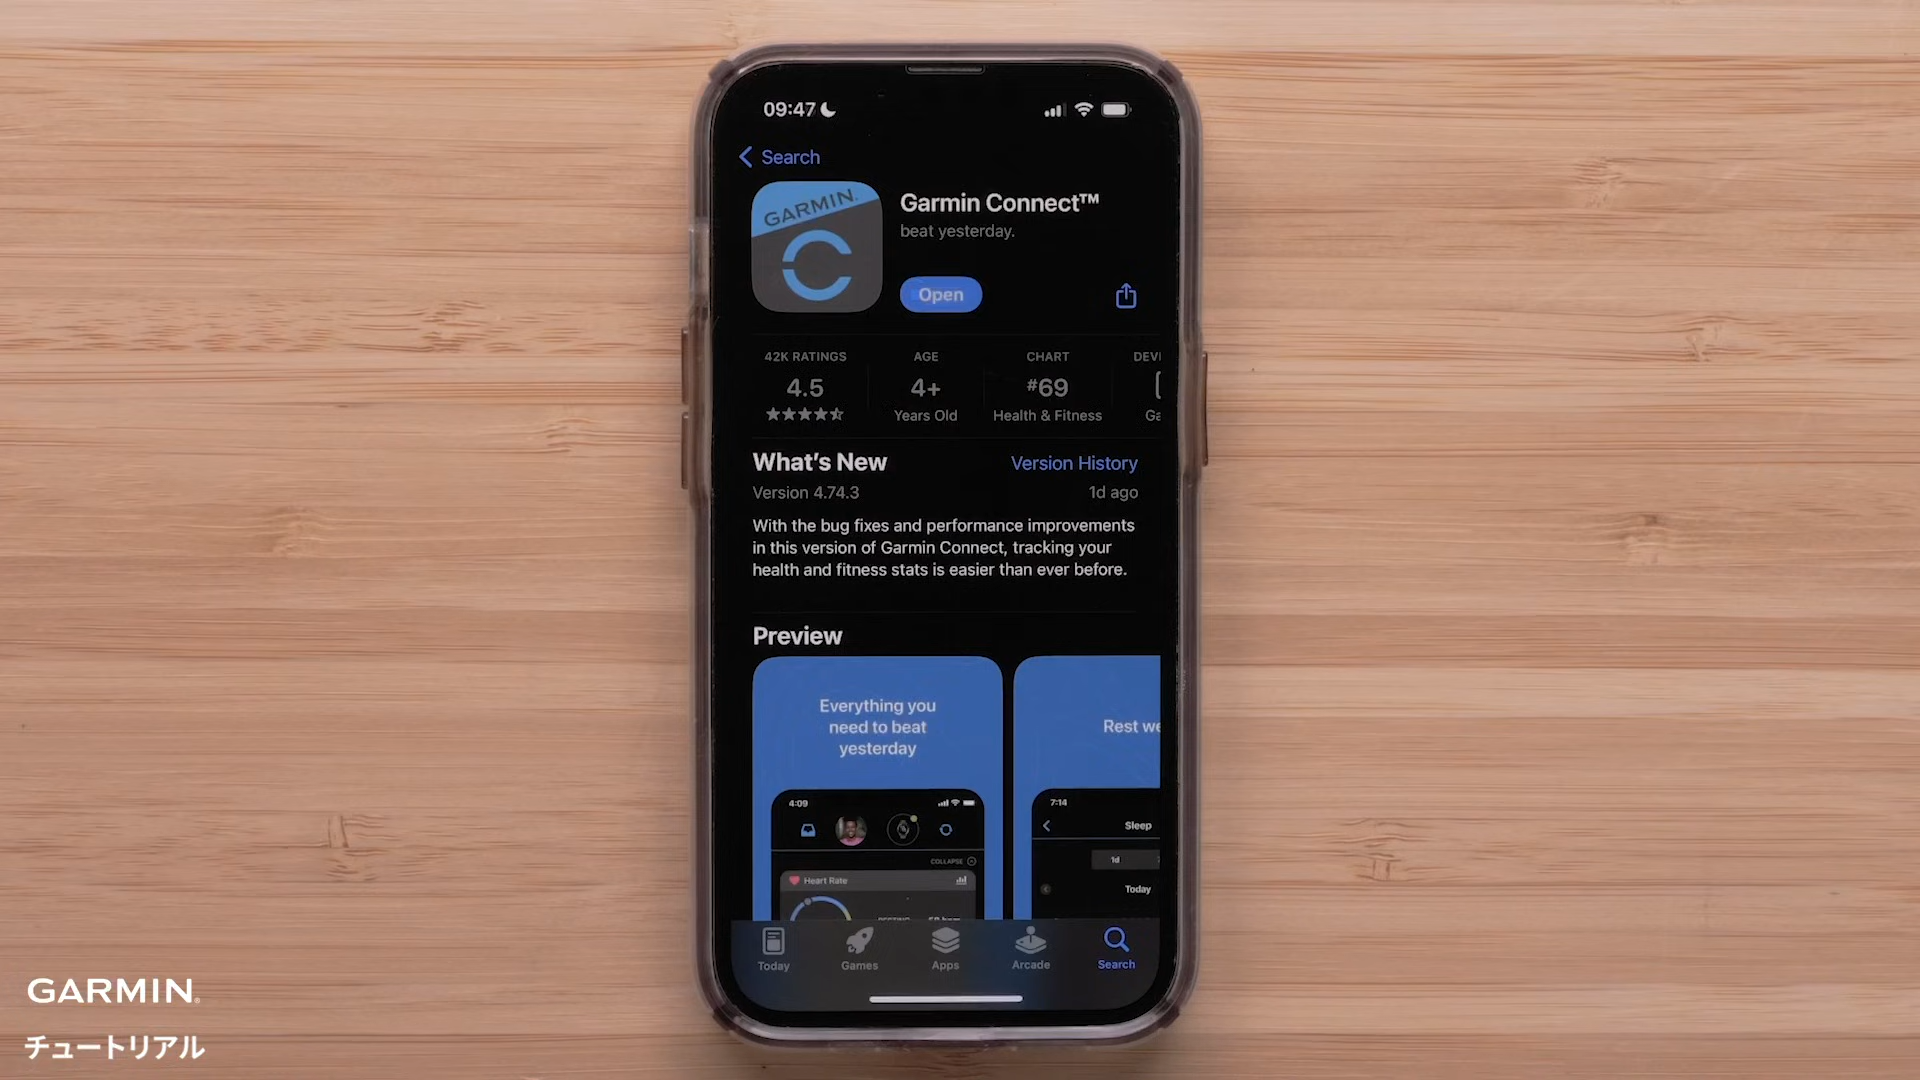 09:47
Search
GARMIN.
Garmin Connect™
beat yesterday.
Open
42K RATINGS
4.5
AGE
4+
Years Old
CHART
#69
Health & Fitness
What's New
Version History
Version 4.74.3
1d ago
With the bug fixes and performance improvements
in this version of Garmin Connect, tracking your
health and fitness stats is easier than ever before.
Preview
Everything you
need to beat
yesterday
4:09
COLLAPSE
Heart Rate
Rest
7:14
Sleep
1d
Today
Today
Games
Apps
Arcade
Search
GARMIN
チュートリアル